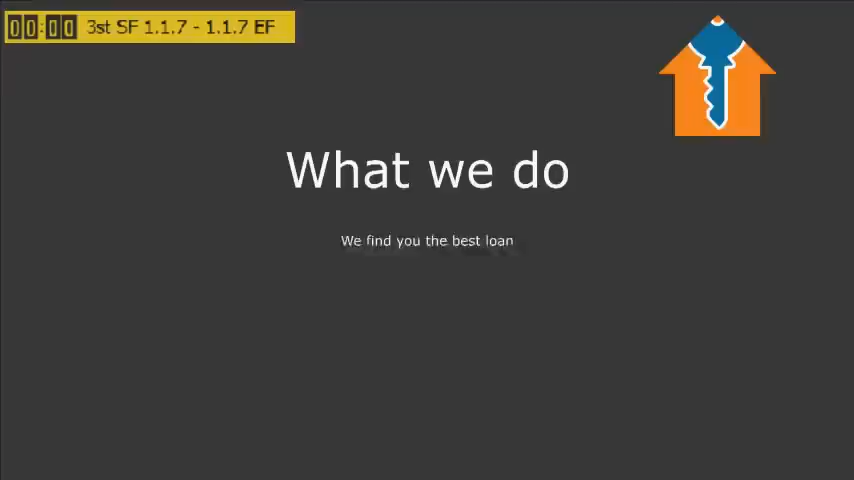 00:00 3st SF 1.1.7 - 1.1.7 EF
What we do
We find you the best loan